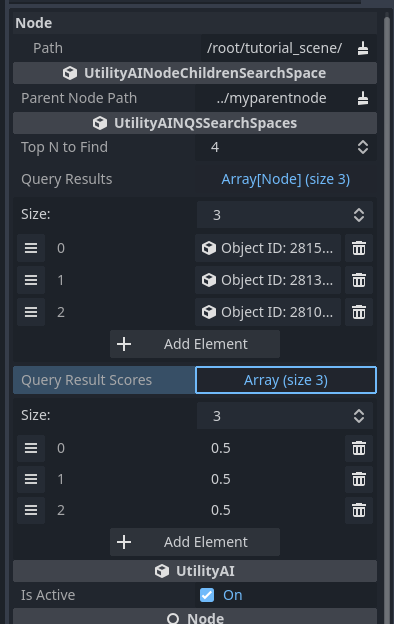 Node
Path /root/tutorial_scene/
UtilityAINodeChildrenSearchSpace
Parent Node Path ../myparentnode
UtilityAINQSSearchSpaces
Top N to Find 4
Query Results Array[Node] (size 3)
Size: 3
0 Object ID: 2815...
1 Object ID: 2813...
2 Object ID: 2810...
Add Element
Query Result Scores Array (size 3)
Size: 3
0 0.5
1 0.5
2 0.5
Add Element
UtilityAI
Is Active On
Node